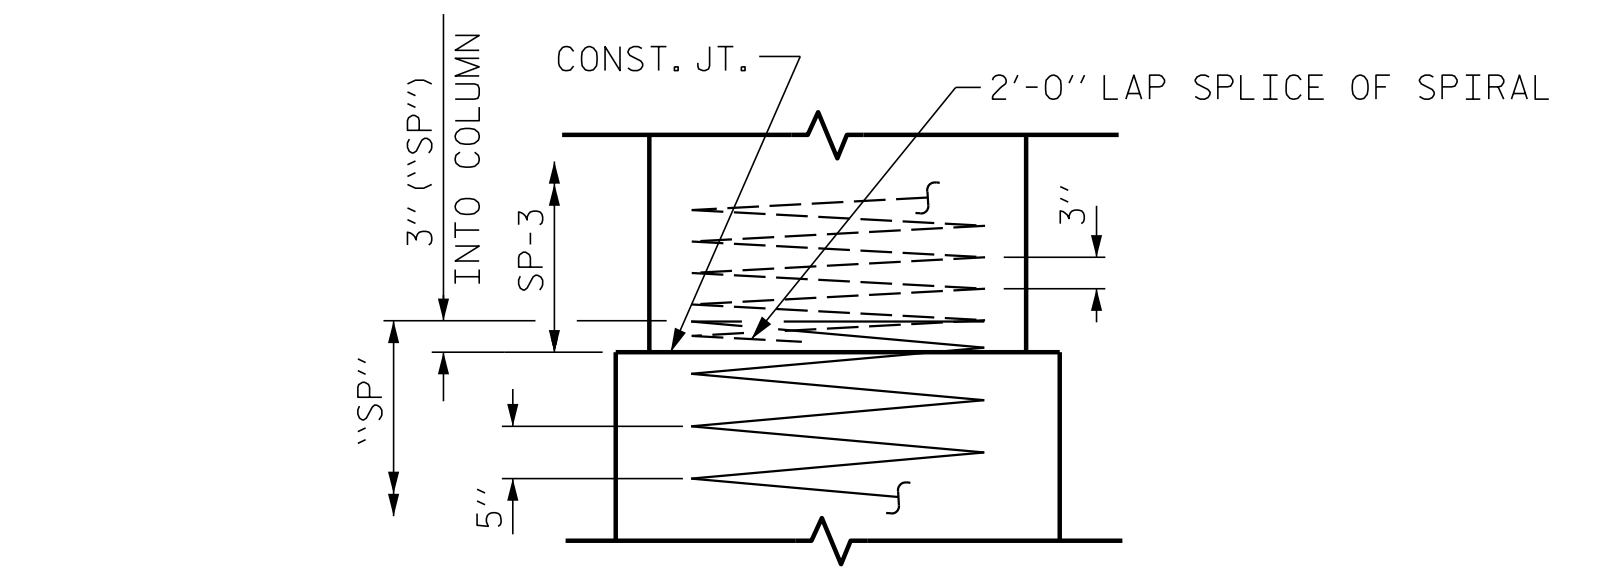 CONST. JT.
2'-0'' LAP SPLICE OF SPIRAL
3'' (``SP'')
INTO COLUMN
SP-3
3''
``SP''
5''